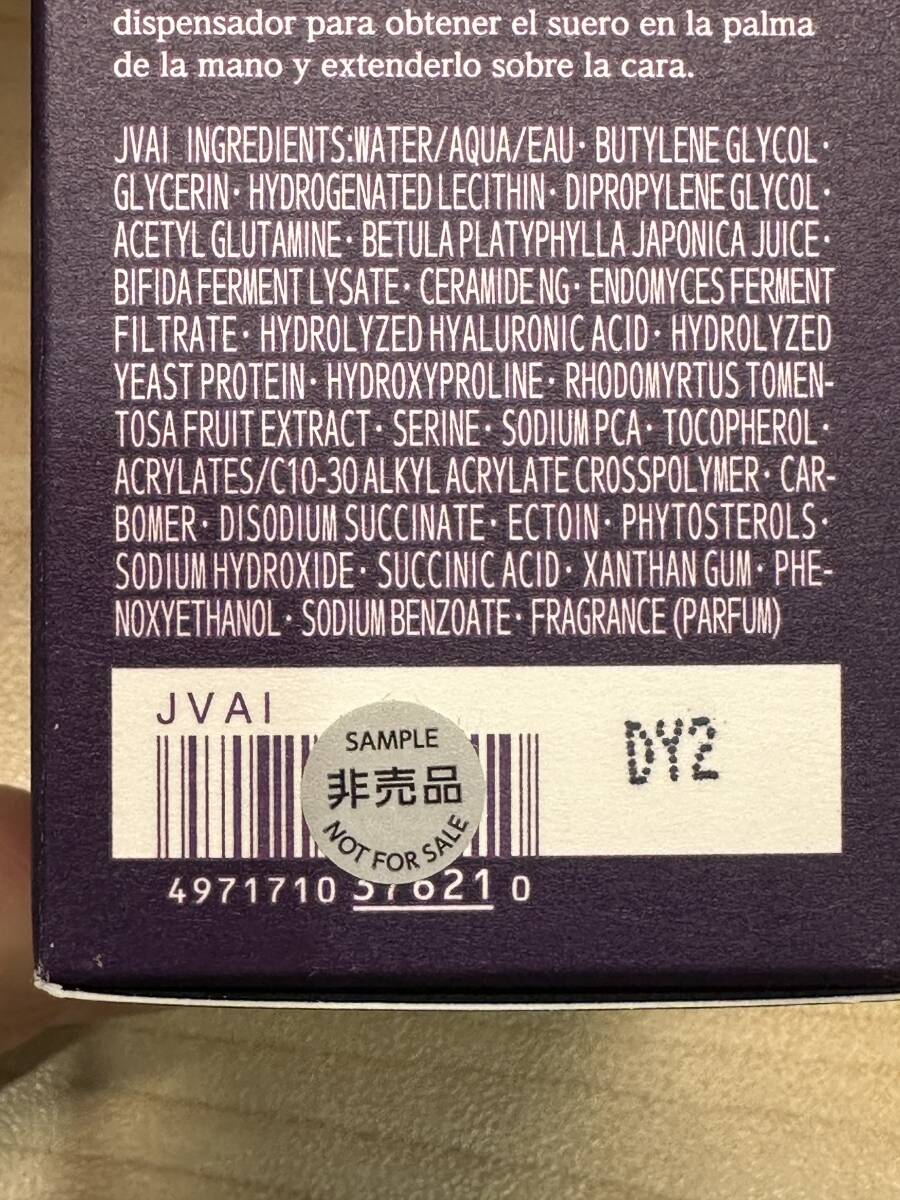 dispensador para obtener el suero en la palma
de la mano y extenderlo sobre la cara.
JVAI INGREDIENTS:WATER/AQUA/EAU· BUTYLENE GLYCOL·
GLYCERIN· HYDROGENATED LECITHIN· DIPROPYLENE GLYCOL·
ACETYL GLUTAMINE· BETULA PLATYPHYLLA JAPONICA JUICE·
BIFIDA FERMENT LYSATE· CERAMIDE NG· ENDOMYCES FERMENT
FILTRATE· HYDROLYZED HYALURONIC ACID· HYDROLYZED
YEAST PROTEIN· HYDROXYPROLINE· RHODOMYRTUS TOMEN-
TOSA FRUIT EXTRACT· SERINE· SODIUM PCA· TOCOPHEROL·
ACRYLATES/C10-30 ALKYL ACRYLATE CROSSPOLYMER· CAR-
BOMER· DISODIUM SUCCINATE· ECTOIN· PHYTOSTEROLS·
SODIUM HYDROXIDE· SUCCINIC ACID· XANTHAN GUM· PHE-
NOXYETHANOL· SODIUM BENZOATE· FRAGRANCE (PARFUM)
JVAI
SAMPLE
非売品
NOT FOR SALE
DY2
4971710 0